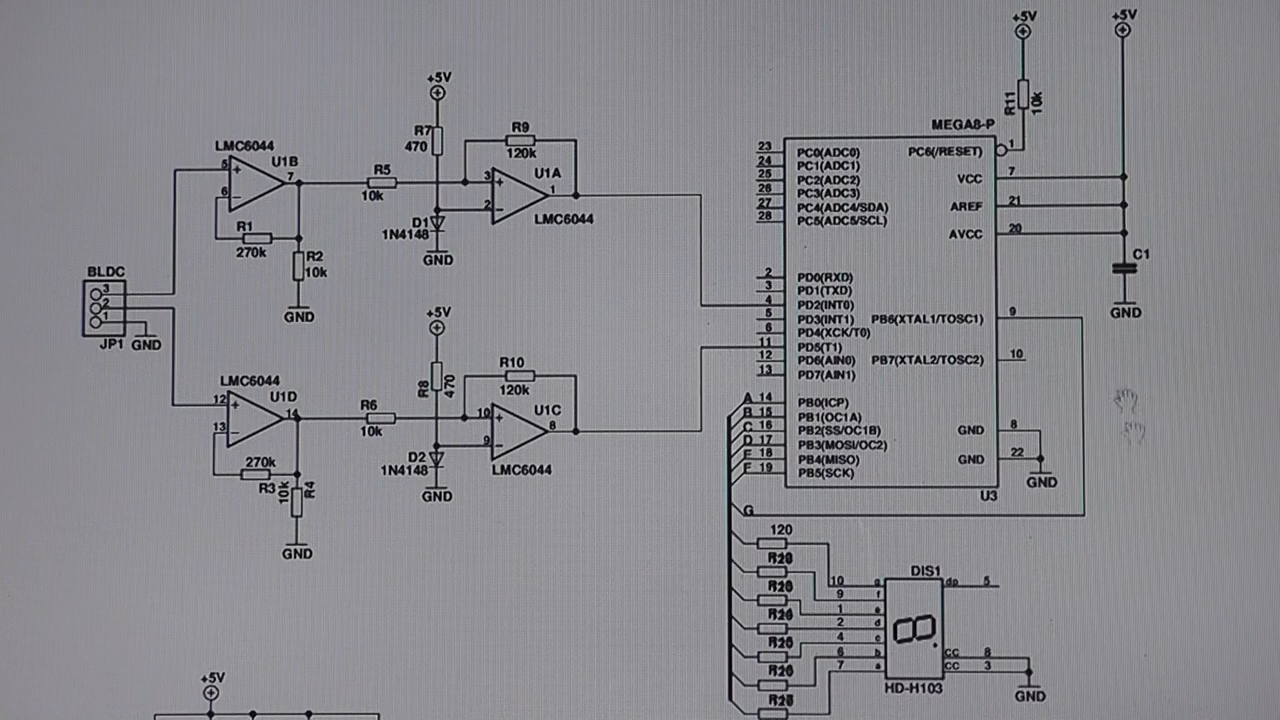 +5V
+5V
+5V
R11
10k
MEGA8-P
R7
470
R9
120k
LMC6044
U1B
5
+
7
6
R5
10k
3
+
U1A
1
2
LMC6044
D1
1N4148
GND
R1
270k
R2
10k
GND
BLDC
3
2
1
JP1
GND
23
24
25
26
27
28
PC0(ADC0)
PC1(ADC1)
PC2(ADC2)
PC3(ADC3)
PC4(ADC4/SDA)
PC5(ADC5/SCL)
PC6(/RESET)
1
VCC
7
AREF
21
AVCC
20
C1
GND
2
3
4
5
6
11
12
13
PD0(RXD)
PD1(TXD)
PD2(INT0)
PD3(INT1)
PD4(XCK/T0)
PD5(T1)
PD6(AIN0)
PD7(AIN1)
PB6(XTAL1/TOSC1)
9
PB7(XTAL2/TOSC2)
10
+5V
R8
470
R10
120k
LMC6044
U1D
12
+
14
13
R6
10k
10
+
U1C
8
9
LMC6044
D2
1N4148
GND
270k
R3
10k
R4
GND
A 14
B 15
C 16
D 17
E 18
F 19
PB0(ICP)
PB1(OC1A)
PB2(SS/OC1B)
PB3(MOSI/OC2)
PB4(MISO)
PB5(SCK)
GND
8
GND
22
GND
U3
G
120
DIS1
10 g
9 f
1 e
2 d
4 c
6 b
7 a
dp 5
CC 8
CC 3
GND
HD-H103
+5V